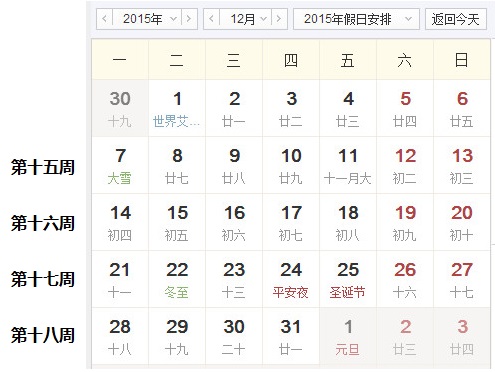 2015年 12月 2015年假日安排 返回今天
一 二 三 四 五 六 日
30 1 2 3 4 5 6
十九 世界艾... 廿一 廿二 廿三 廿四 廿五
第十五周 7 8 9 10 11 12 13
大雪 廿七 廿八 廿九 十一月大 初二 初三
第十六周 14 15 16 17 18 19 20
初四 初五 初六 初七 初八 初九 初十
第十七周 21 22 23 24 25 26 27
十一 冬至 十三 平安夜 圣诞节 十六 十七
第十八周 28 29 30 31 1 2 3
十八 十九 二十 廿一 元旦 廿三 廿四